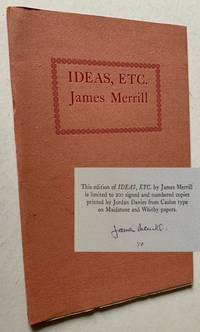 IDEAS, ETC.
James Merrill
This edition of IDEAS, ETC. by James Merrill
is limited to 200 signed and numbered copies
printed by Jordan Davies from Caslon type
on Maidstone and Whitby papers.
James Merrill